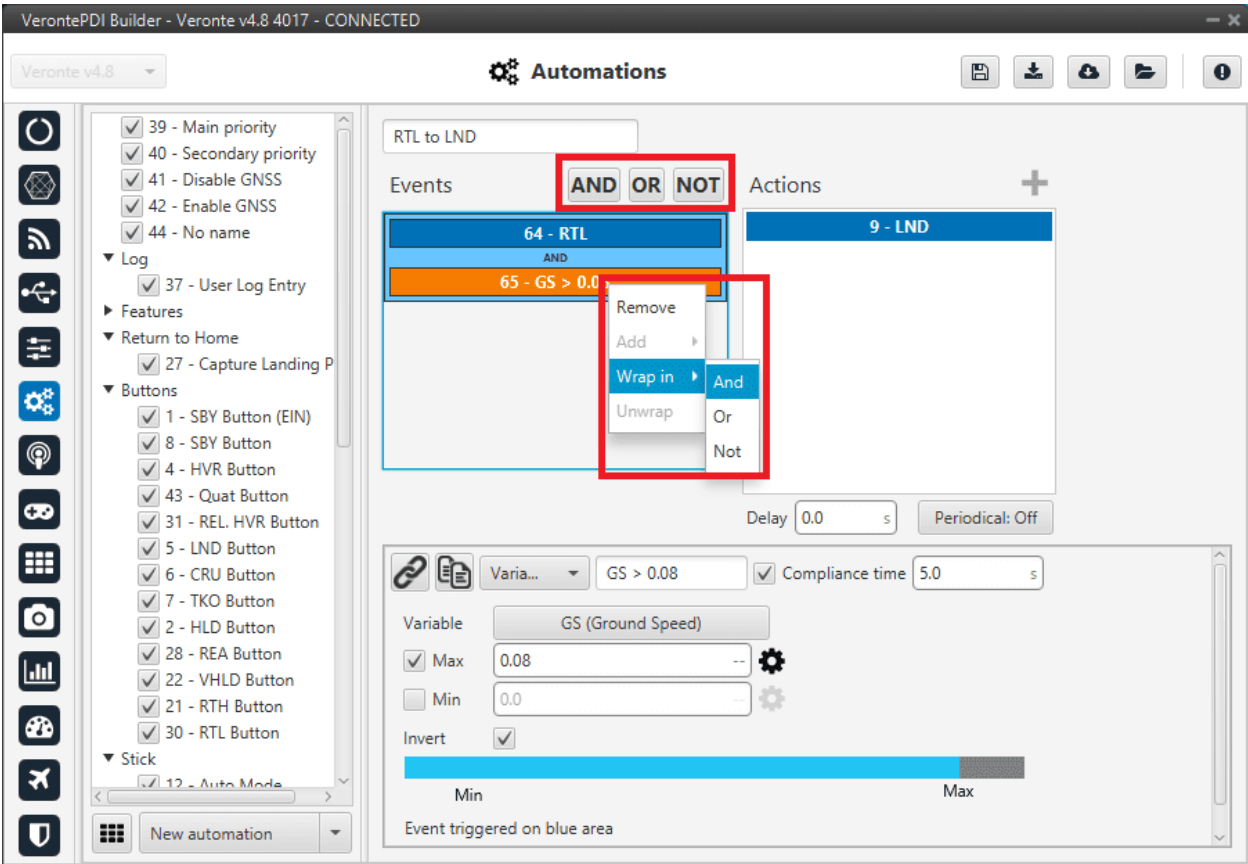 VerontePDI Builder - Veronte v4.8 4017 - CONNECTED
Veronte v4.8
Automations
39 - Main priority
40 - Secondary priority
41 - Disable GNSS
42 - Enable GNSS
44 - No name
Log
37 - User Log Entry
Features
Return to Home
27 - Capture Landing P
Buttons
1 - SBY Button (EIN)
8 - SBY Button
4 - HVR Button
43 - Quat Button
31 - REL. HVR Button
5 - LND Button
6 - CRU Button
7 - TKO Button
2 - HLD Button
28 - REA Button
22 - VHLD Button
21 - RTH Button
30 - RTL Button
Stick
12 - Auto Mode
New automation
RTL to LND
Events AND OR NOT
64 - RTL
AND
65 - GS > 0.08
Remove
Add
Wrap in
Unwrap
And
Or
Not
Actions
9 - LND
Delay 0.0 s Periodical: Off
Varia... GS > 0.08 Compliance time 5.0 s
Variable GS (Ground Speed)
Max 0.08 --
Min 0.0 --
Invert
Min Max
Event triggered on blue area